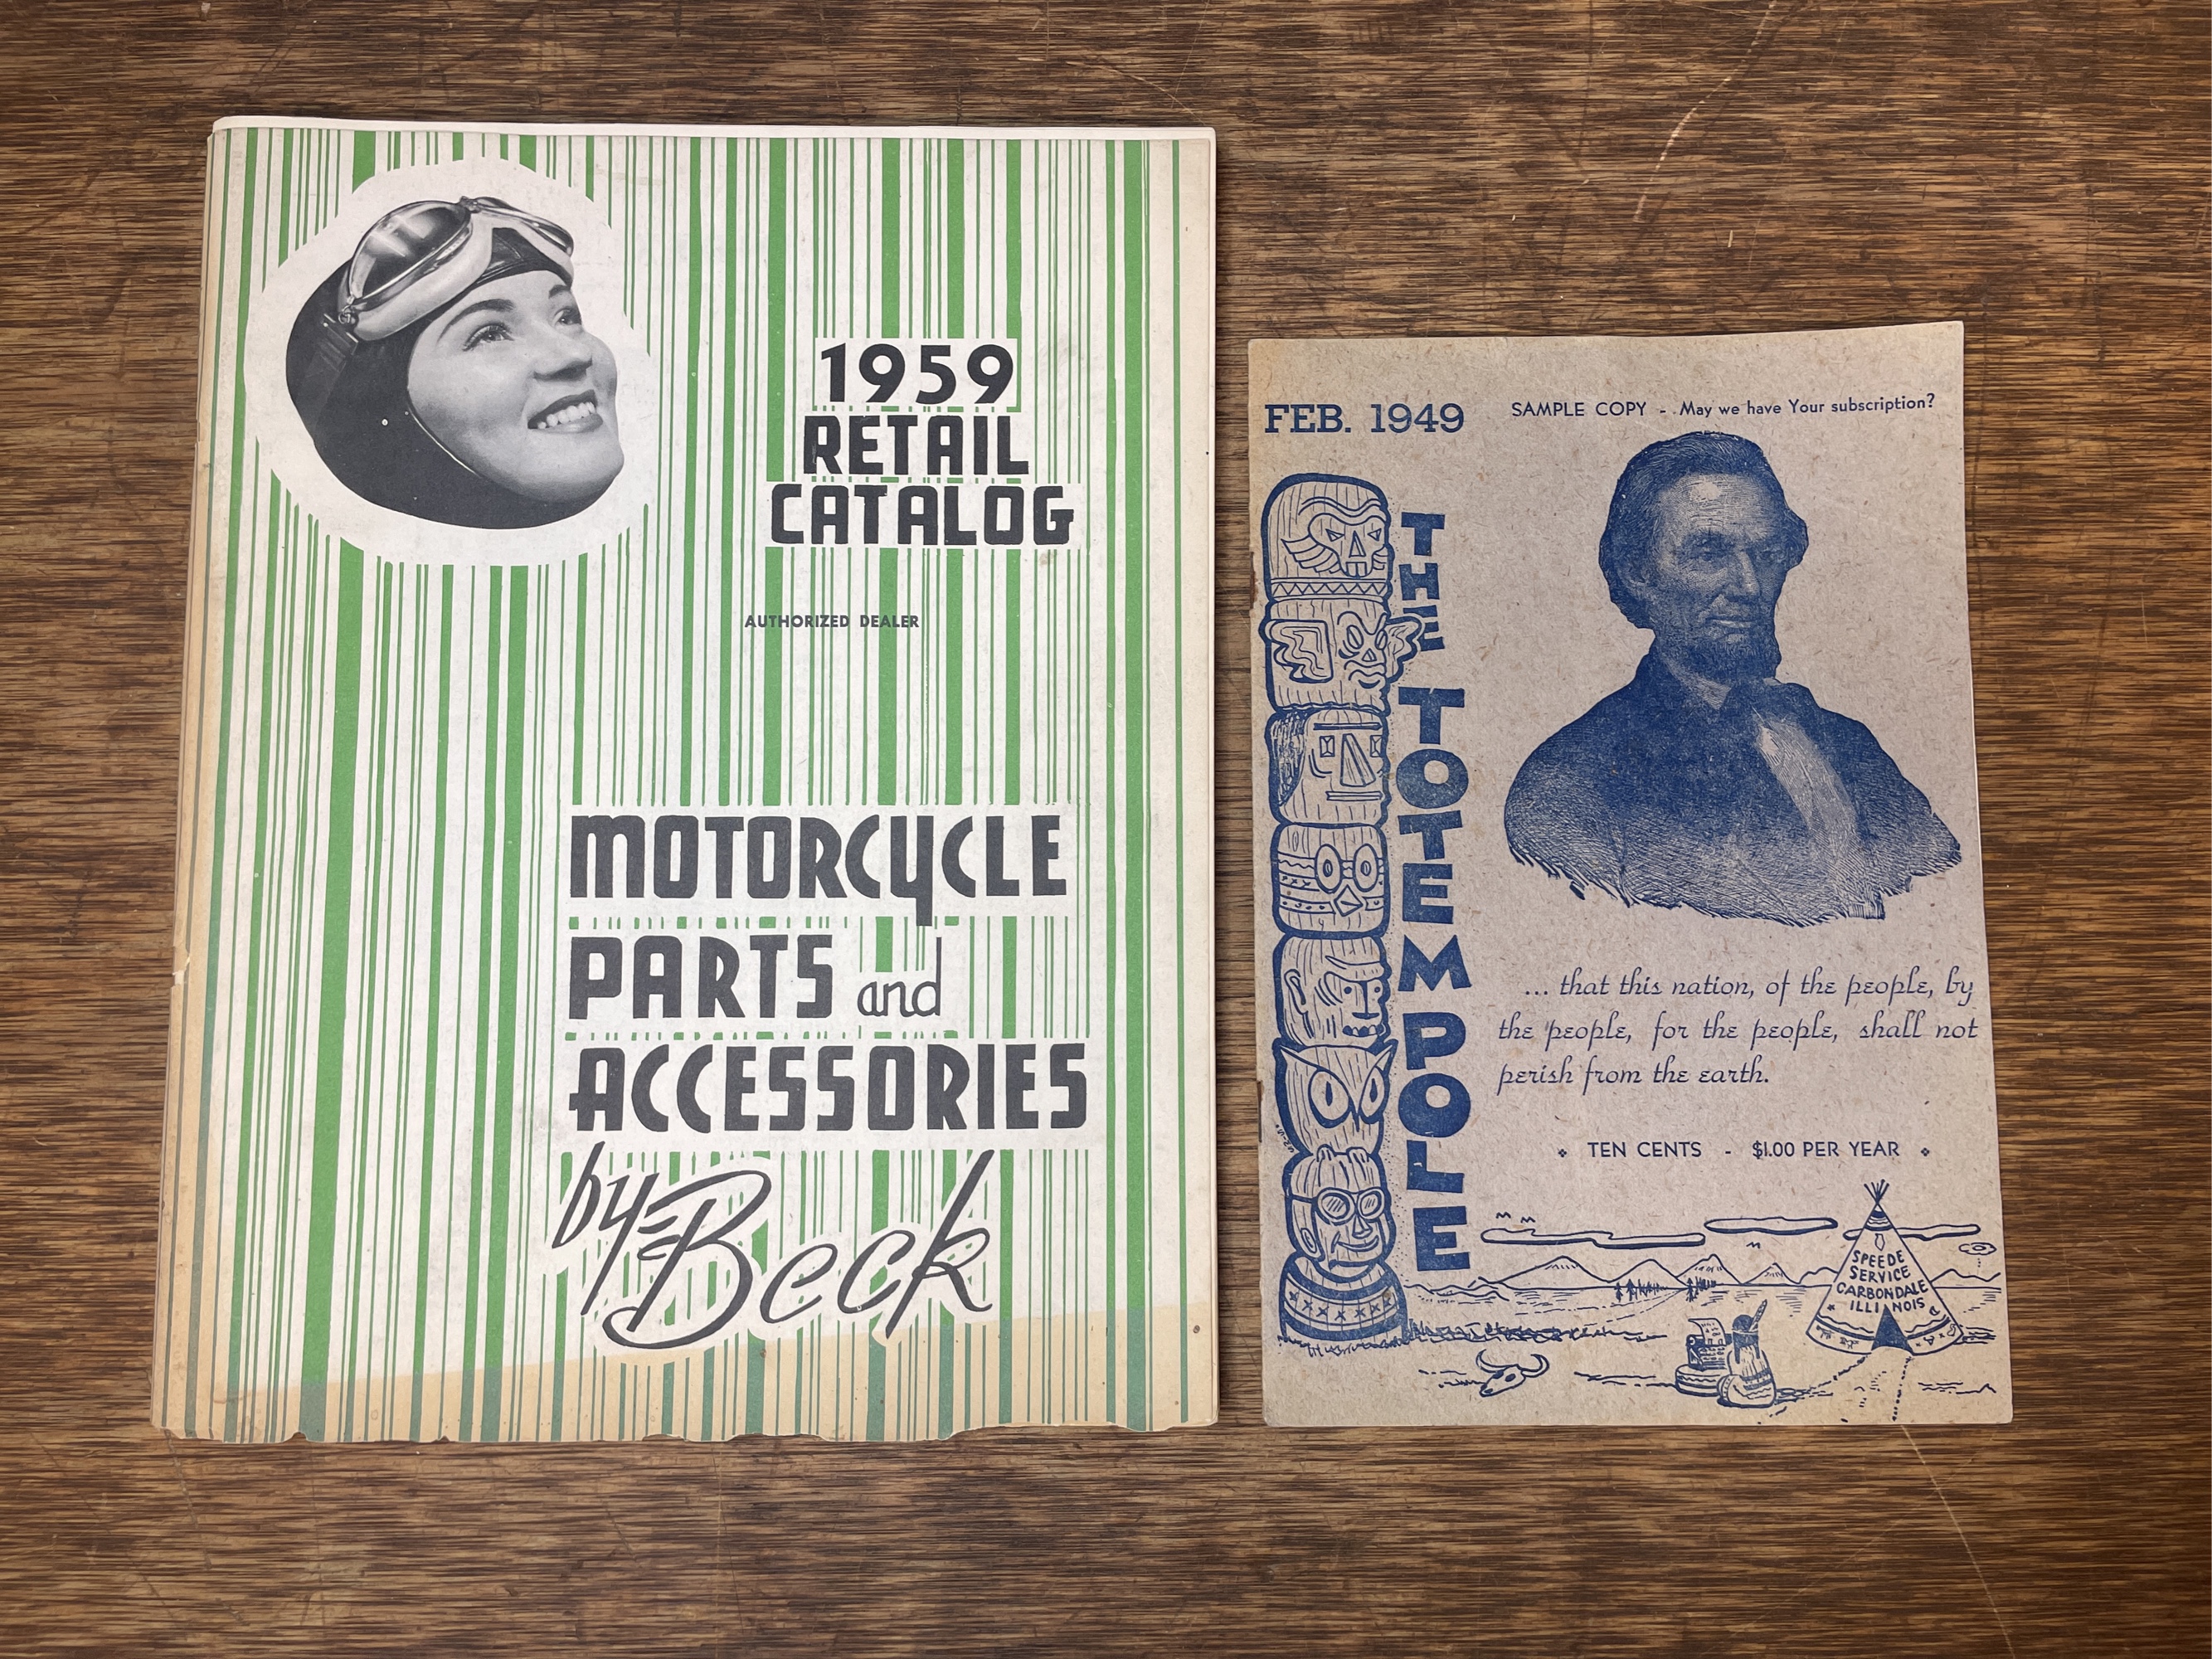 1959
RETAIL
CATALOG
AUTHORIZED DEALER
MOTORCYCLE
PARTS and
ACCESSORIES
by Beck
FEB. 1949
SAMPLE COPY - May we have Your subscription?
THE TOTEM POLE
... that this nation, of the people, by
the people, for the people, shall not
perish from the earth.
TEN CENTS - $1.00 PER YEAR
SPEEDE
SERVICE
CARBONDALE
ILLINOIS